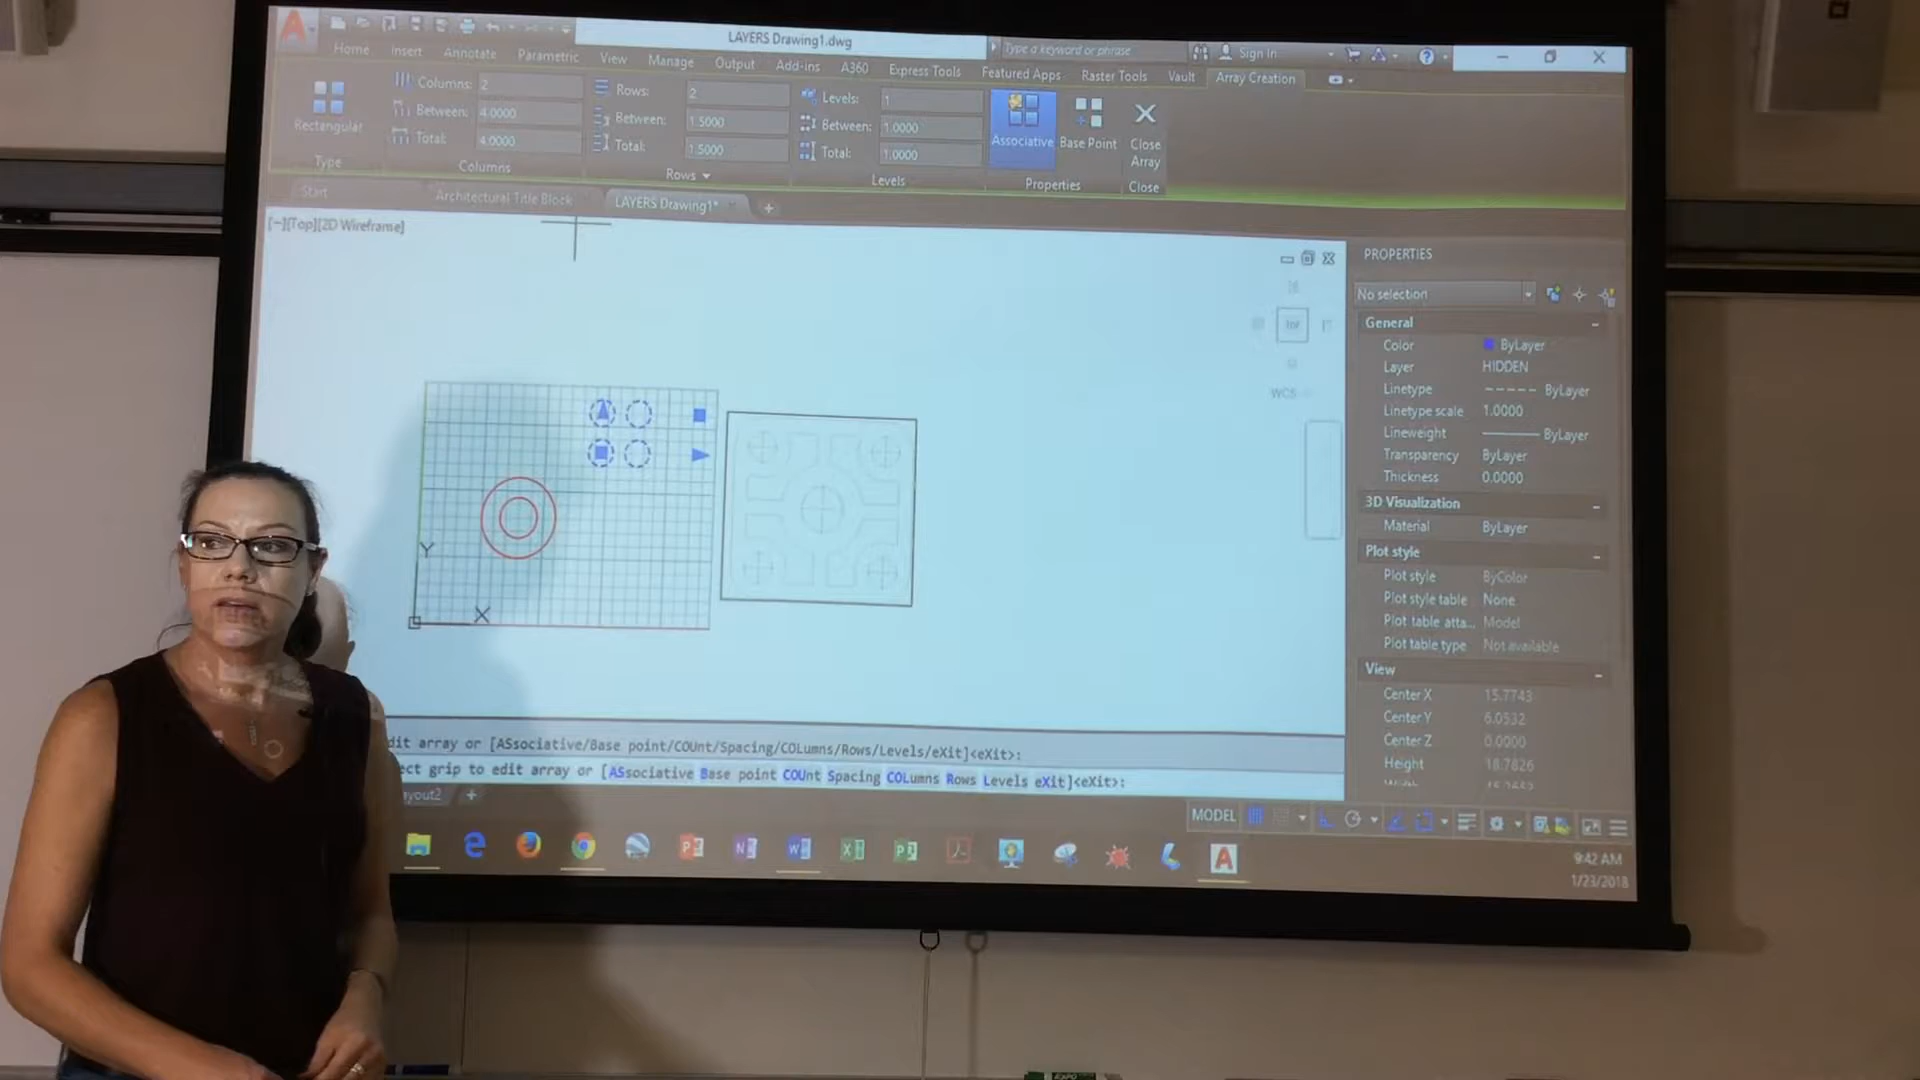 LAYERS Drawing1.dwg
Type a keyword or phrase
Sign In
Home Insert Annotate Parametric View Manage Output Add-ins A360 Express Tools Featured Apps Raster Tools Vault Array Creation
Columns: 2 Rows: 2 Levels: 1
Between: 4.0000 Between: 1.5000 Between: 1.0000
Total: 4.0000 Total: 1.5000 Total: 1.0000
Rectangular
Associative Base Point Close Array
Type Columns Rows Levels Properties Close
Start Architectural Title Block LAYERS Drawing1* +
[−][Top][2D Wireframe]
WCS
Y
X
PROPERTIES
No selection
General
Color ByLayer
Layer HIDDEN
Linetype ByLayer
Linetype scale 1.0000
Lineweight ByLayer
Transparency ByLayer
Thickness 0.0000
3D Visualization
Material ByLayer
Plot style
Plot style ByColor
Plot style table None
Plot table atta... Model
Plot table type Not available
View
Center X 15.7743
Center Y 6.0532
Center Z 0.0000
Height 18.7826
dit array or [ASsociative/Base point/COUnt/Spacing/COLumns/Rows/Levels/eXit]<eXit>:
ect grip to edit array or [ASsociative Base point COUnt Spacing COLumns Rows Levels eXit]<eXit>:
ayout2 +
MODEL
9:42 AM
1/23/2018
EXPO